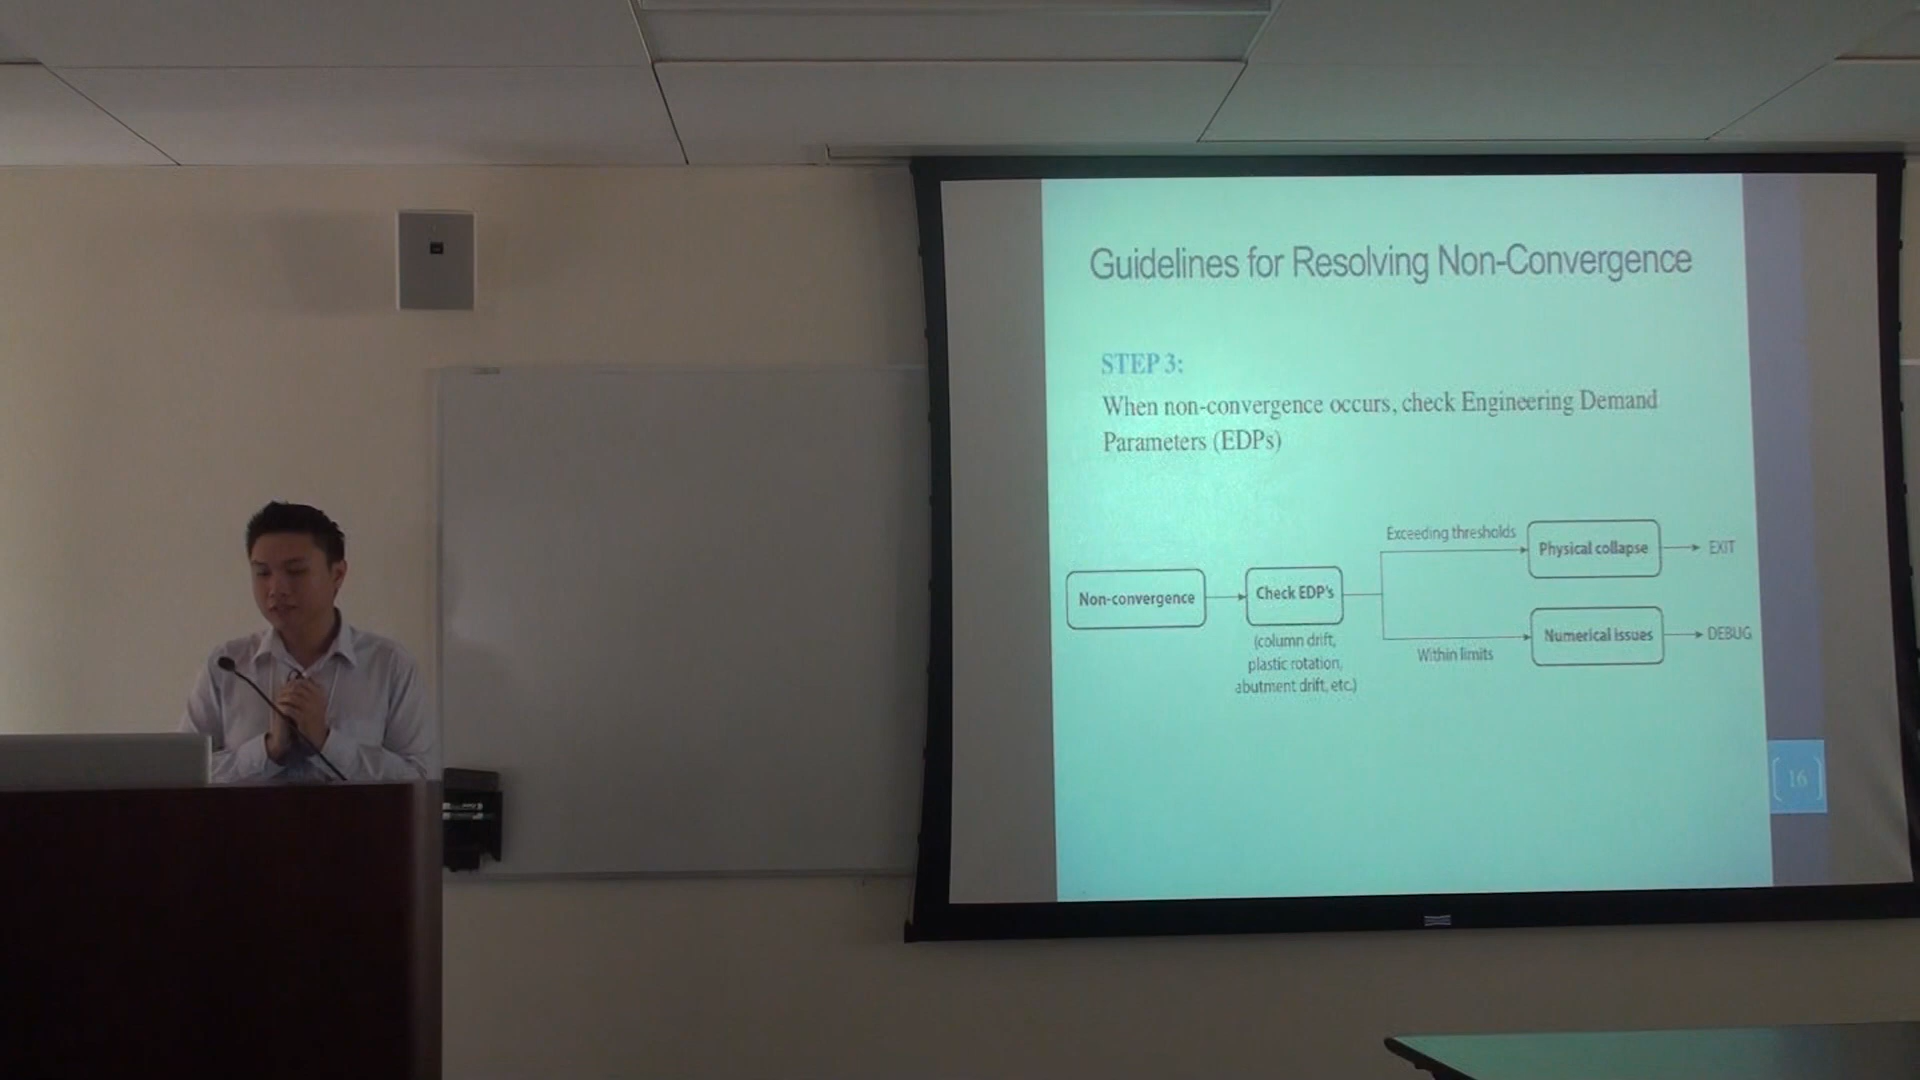 Guidelines for Resolving Non-Convergence
STEP 3:
When non-convergence occurs, check Engineering Demand
Parameters (EDPs)
Non-convergence
Check EDP's
(column drift,
plastic rotation,
abutment drift, etc.)
Exceeding thresholds
Physical collapse
EXIT
Within limits
Numerical issues
DEBUG
16